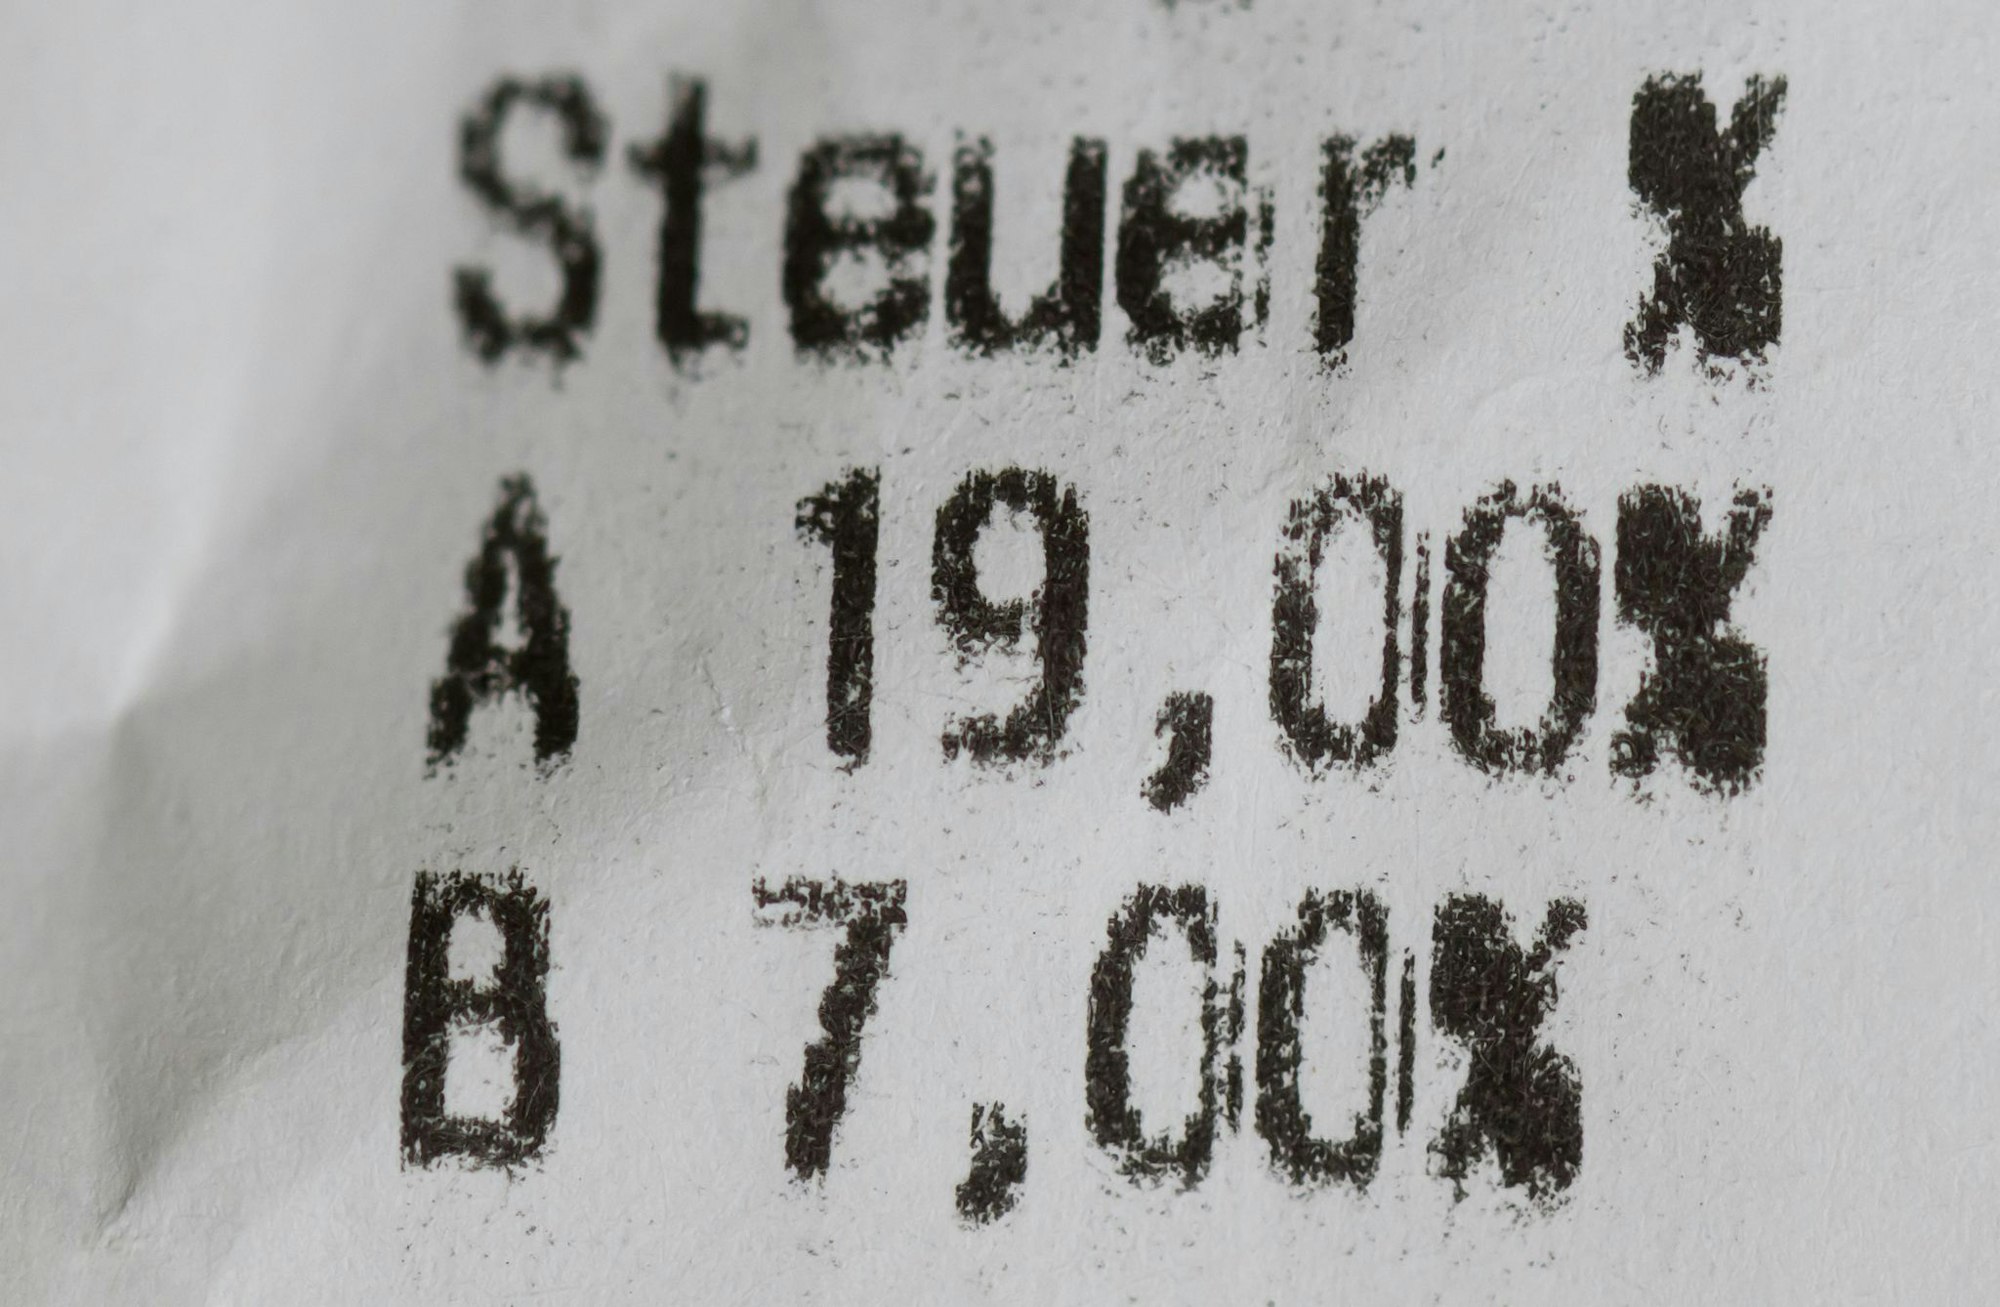 Steuer %
A 19,00%
B 7,00%